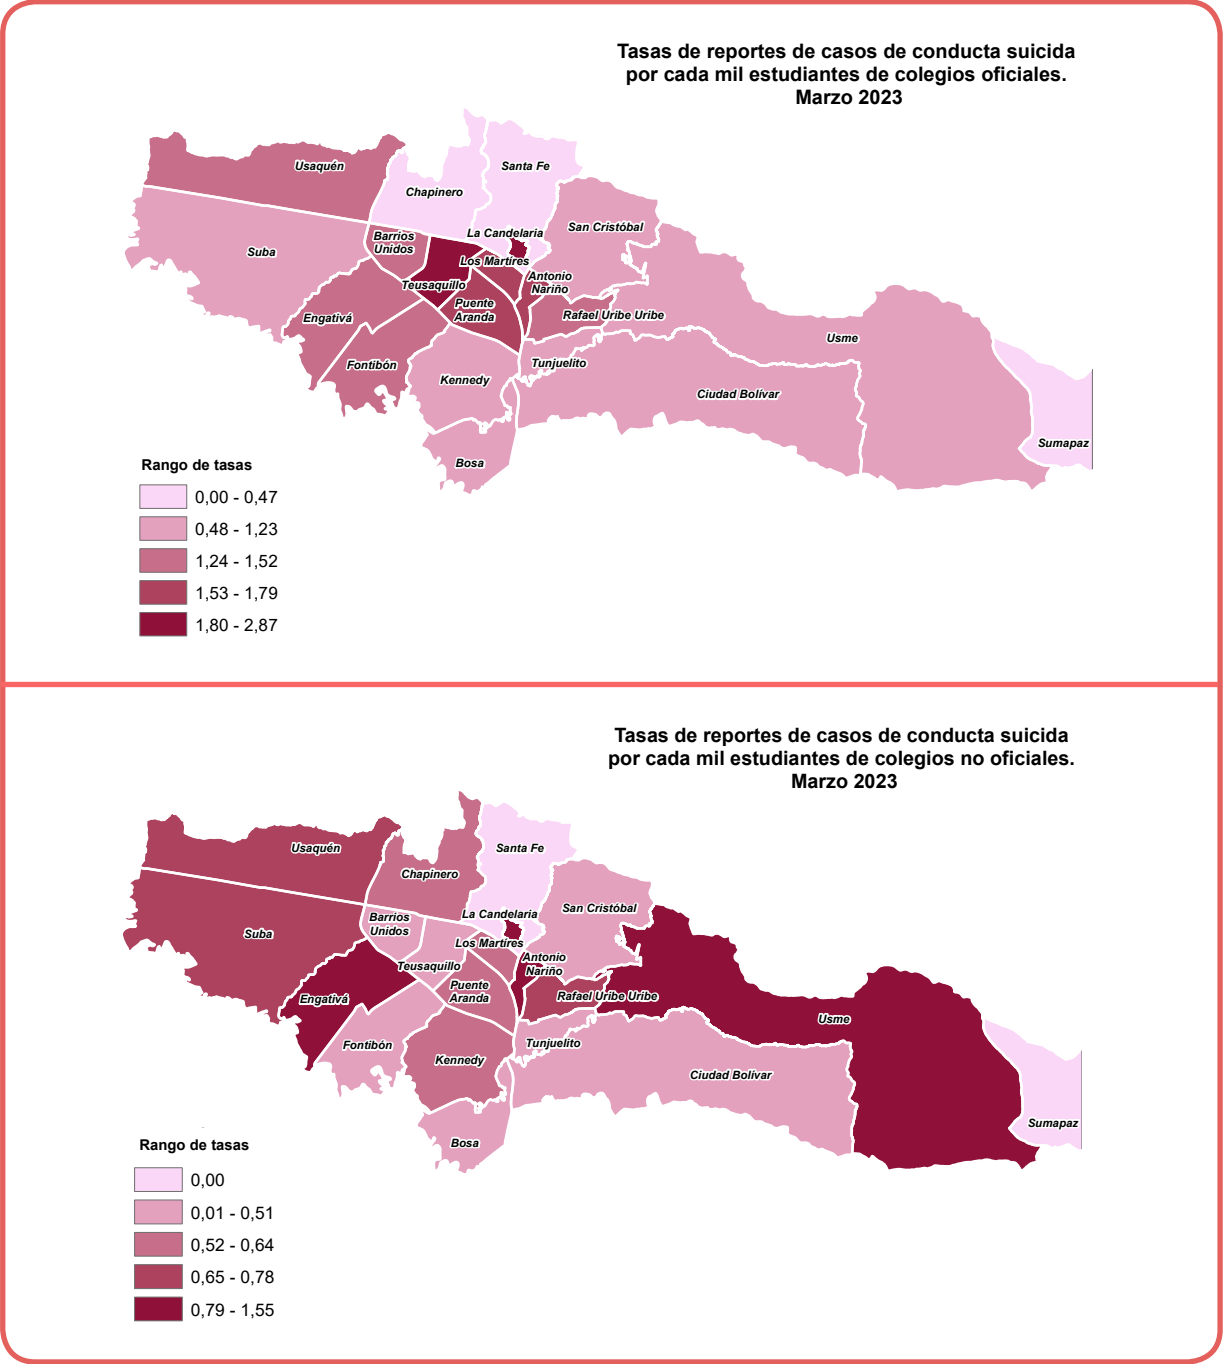 Tasas de reportes de casos de conducta suicida
por cada mil estudiantes de colegios oficiales.
Marzo 2023
Usaquén
Santa Fe
Chapinero
San Cristóbal
La Candelaria
Barrios
Unidos
Suba
Los Martires
Antonio
Nariño
Teusaquillo
Puente
Aranda
Engativá
Rafael Uribe Uribe
Usme
Fontibón
Tunjuelito
Kennedy
Ciudad Bolívar
Sumapaz
Bosa
Rango de tasas
0,00 - 0,47
0,48 - 1,23
1,24 - 1,52
1,53 - 1,79
1,80 - 2,87
Tasas de reportes de casos de conducta suicida
por cada mil estudiantes de colegios no oficiales.
Marzo 2023
Usaquén
Santa Fe
Chapinero
San Cristóbal
La Candelaria
Barrios
Unidos
Suba
Los Martires
Antonio
Nariño
Teusaquillo
Puente
Aranda
Engativá
Rafael Uribe Uribe
Usme
Fontibón
Tunjuelito
Kennedy
Ciudad Bolívar
Sumapaz
Bosa
Rango de tasas
0,00
0,01 - 0,51
0,52 - 0,64
0,65 - 0,78
0,79 - 1,55